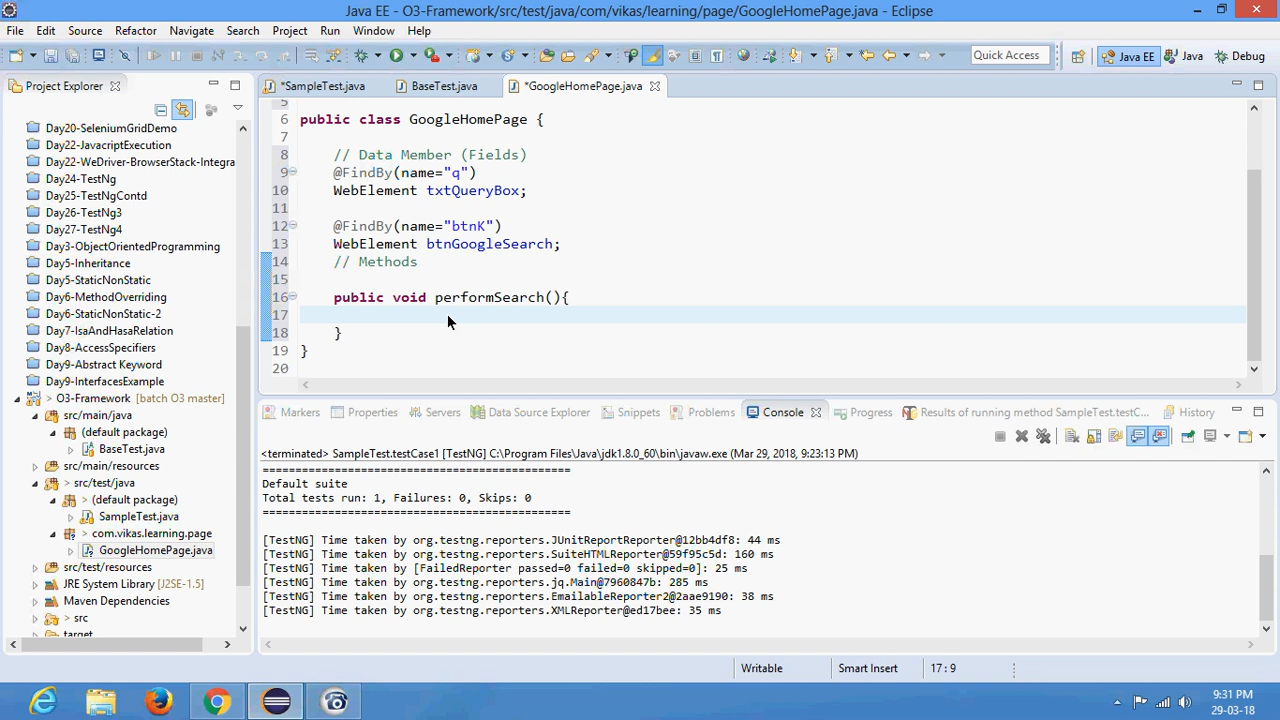 Java EE - O3-Framework/src/test/java/com/vikas/learning/page/GoogleHomePage.java - Eclipse
File Edit Source Refactor Navigate Search Project Run Window Help
Quick Access Java EE Java Debug
Project Explorer
Day20-SeleniumGridDemo
Day22-JavacriptExecution
Day22-WeDriver-BrowserStack-Integra
Day24-TestNg
Day25-TestNgContd
Day26-TestNg3
Day27-TestNg4
Day3-ObjectOrientedProgramming
Day5-Inheritance
Day5-StaticNonStatic
Day6-MethodOverriding
Day6-StaticNonStatic-2
Day7-IsaAndHasaRelation
Day8-AccessSpecifiers
Day9-Abstract Keyword
Day9-InterfacesExample
> O3-Framework [batch O3 master]
src/main/java
(default package)
BaseTest.java
src/main/resources
> src/test/java
> (default package)
> SampleTest.java
> com.vikas.learning.page
GoogleHomePage.java
src/test/resources
JRE System Library [J2SE-1.5]
Maven Dependencies
> src
target
*SampleTest.java BaseTest.java *GoogleHomePage.java
5
6 public class GoogleHomePage {
7
8 // Data Member (Fields)
9 @FindBy(name="q")
10 WebElement txtQueryBox;
11
12 @FindBy(name="btnK")
13 WebElement btnGoogleSearch;
14 // Methods
15
16 public void performSearch(){
17
18 }
19 }
20
Markers Properties Servers Data Source Explorer Snippets Problems Console Progress Results of running method SampleTest.testC... History
<terminated> SampleTest.testCase1 [TestNG] C:\Program Files\Java\jdk1.8.0_60\bin\javaw.exe (Mar 29, 2018, 9:23:13 PM)
===============================================
Default suite
Total tests run: 1, Failures: 0, Skips: 0
===============================================
[TestNG] Time taken by org.testng.reporters.JUnitReportReporter@12bb4df8: 44 ms
[TestNG] Time taken by org.testng.reporters.SuiteHTMLReporter@59f95c5d: 160 ms
[TestNG] Time taken by [FailedReporter passed=0 failed=0 skipped=0]: 25 ms
[TestNG] Time taken by org.testng.reporters.jq.Main@7960847b: 285 ms
[TestNG] Time taken by org.testng.reporters.EmailableReporter2@2aae9190: 38 ms
[TestNG] Time taken by org.testng.reporters.XMLReporter@ed17bee: 35 ms
Writable Smart Insert 17 : 9
9:31 PM
29-03-18